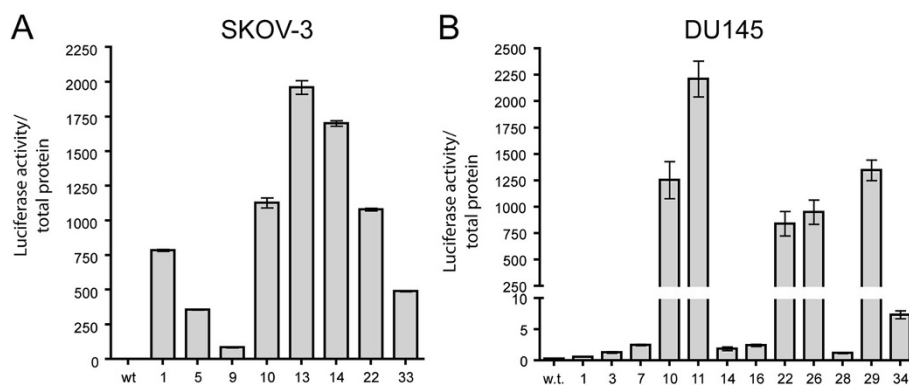 A
SKOV-3
Luciferase activity/
total protein
2250
2000
1750
1500
1250
1000
750
500
250
0
wt 1 5 9 10 13 14 22 33
B
DU145
Luciferase activity/
total protein
2500
2250
2000
1750
1500
1250
1000
750
500
250
10
5
0
w.t. 1 3 7 10 11 14 16 22 26 28 29 34